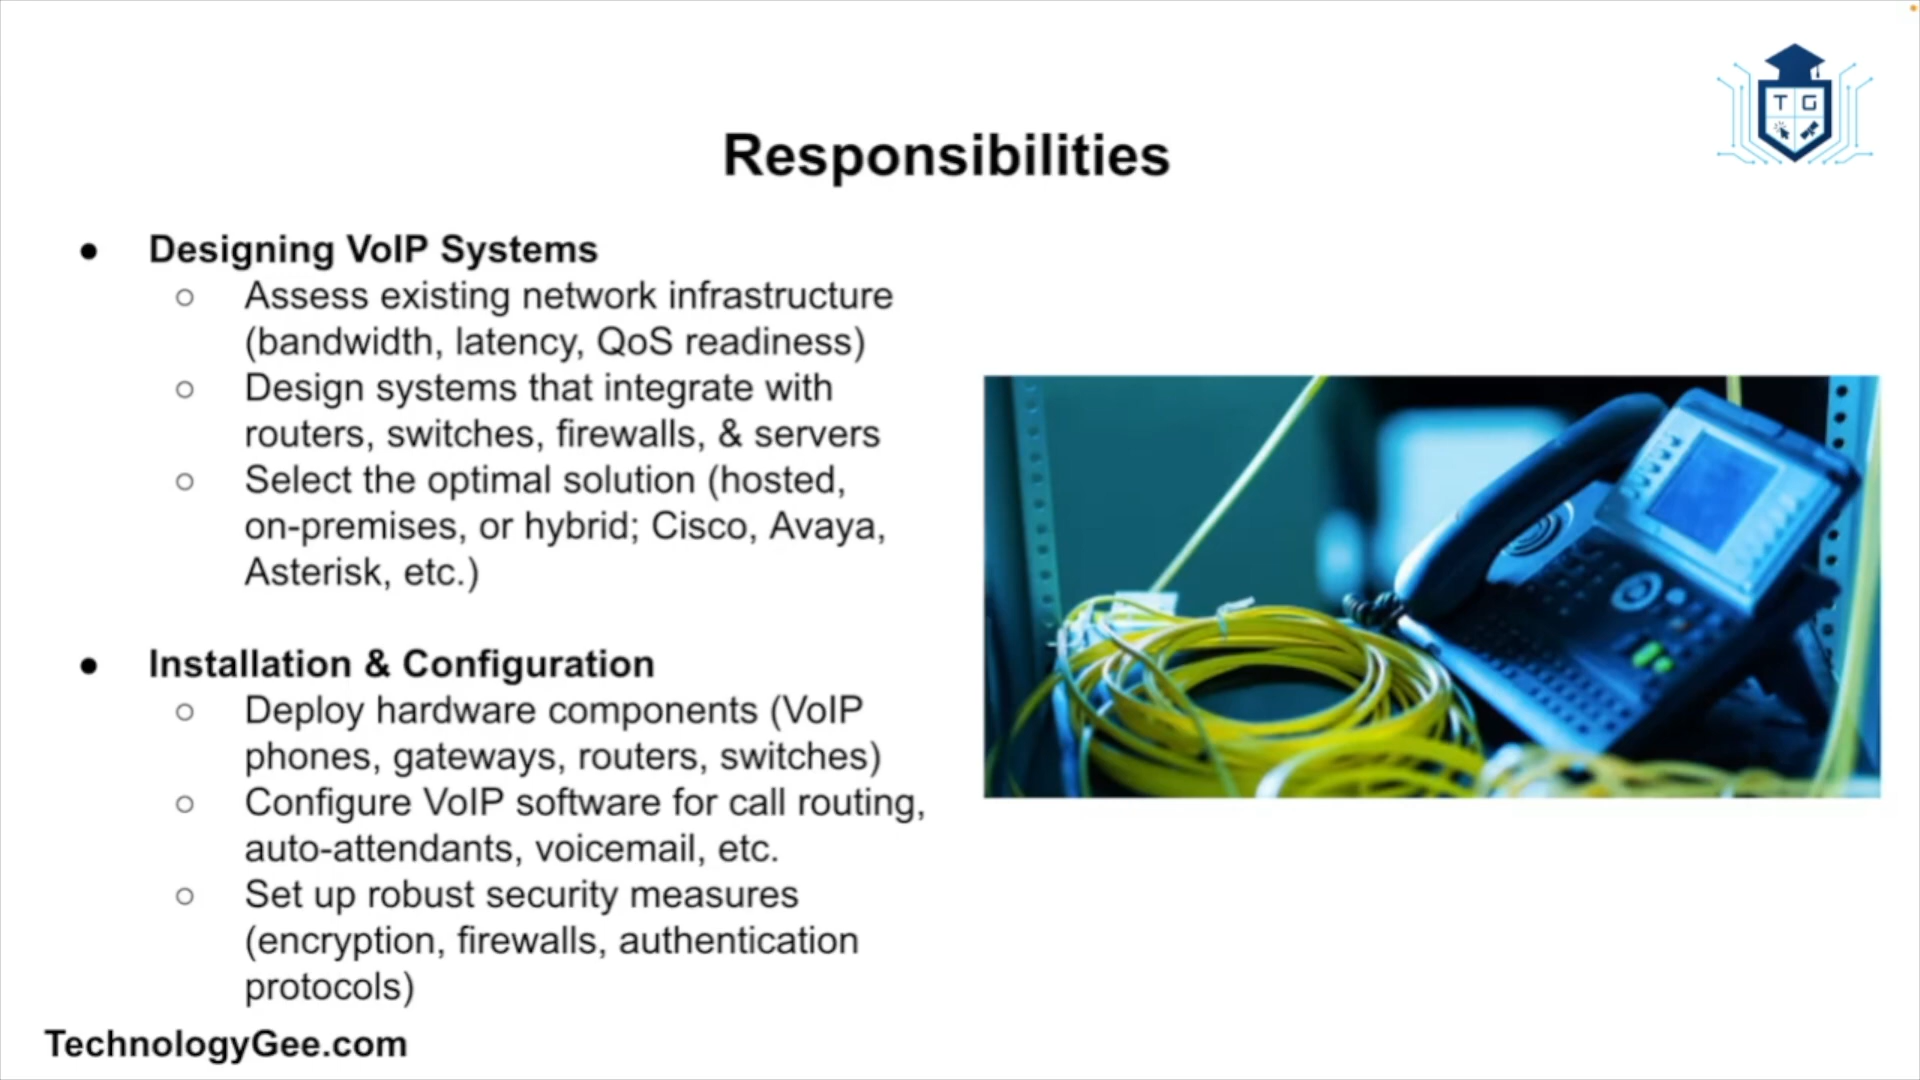 T G
Responsibilities
● Designing VoIP Systems
○ Assess existing network infrastructure
(bandwidth, latency, QoS readiness)
○ Design systems that integrate with
routers, switches, firewalls, & servers
○ Select the optimal solution (hosted,
on-premises, or hybrid; Cisco, Avaya,
Asterisk, etc.)
● Installation & Configuration
○ Deploy hardware components (VoIP
phones, gateways, routers, switches)
○ Configure VoIP software for call routing,
auto-attendants, voicemail, etc.
○ Set up robust security measures
(encryption, firewalls, authentication
protocols)
TechnologyGee.com